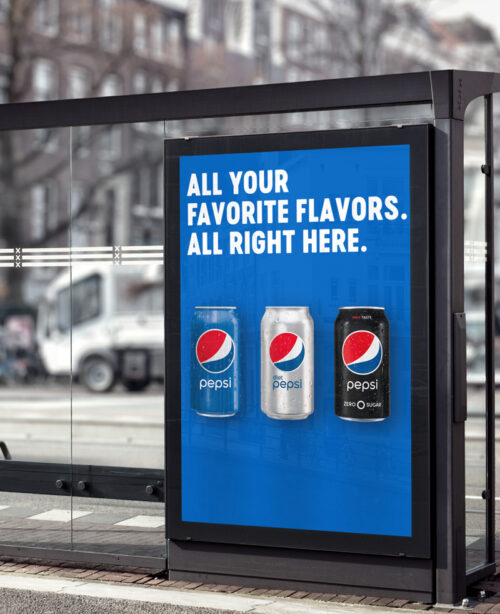 ALL YOUR
FAVORITE FLAVORS.
ALL RIGHT HERE.
pepsi
diet
pepsi
pepsi
ZERO SUGAR